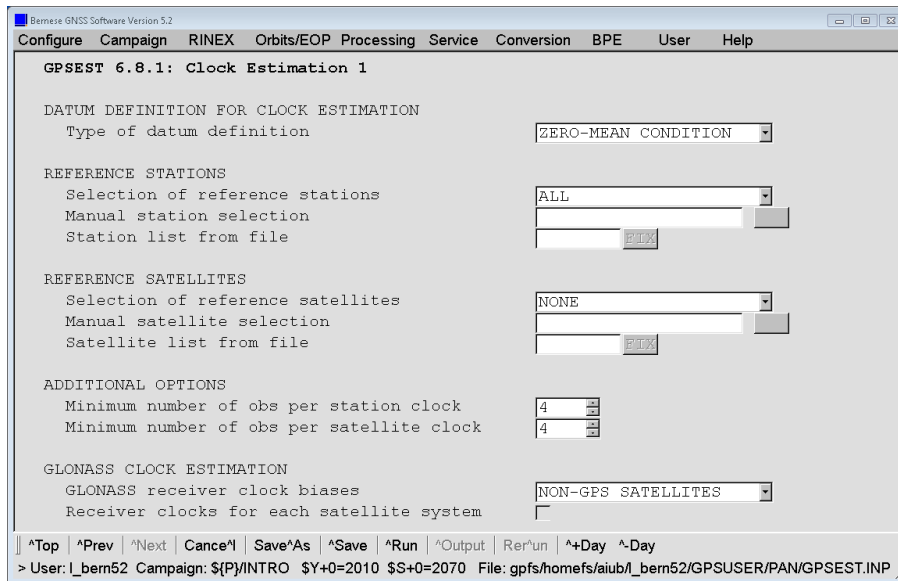 Bernese GNSS Software Version 5.2
Configure Campaign RINEX Orbits/EOP Processing Service Conversion BPE User Help
GPSEST 6.8.1: Clock Estimation 1
DATUM DEFINITION FOR CLOCK ESTIMATION
Type of datum definition ZERO-MEAN CONDITION
REFERENCE STATIONS
Selection of reference stations ALL
Manual station selection
Station list from file FIX
REFERENCE SATELLITES
Selection of reference satellites NONE
Manual satellite selection
Satellite list from file FIX
ADDITIONAL OPTIONS
Minimum number of obs per station clock 4
Minimum number of obs per satellite clock 4
GLONASS CLOCK ESTIMATION
GLONASS receiver clock biases NON-GPS SATELLITES
Receiver clocks for each satellite system
^Top | ^Prev | ^Next | Cance^l | Save^As | ^Save | ^Run | ^Output | Rer^un | ^+Day ^-Day
> User: l_bern52 Campaign: ${P}/INTRO $Y+0=2010 $S+0=2070 File: gpfs/homefs/aiub/l_bern52/GPSUSER/PAN/GPSEST.INP